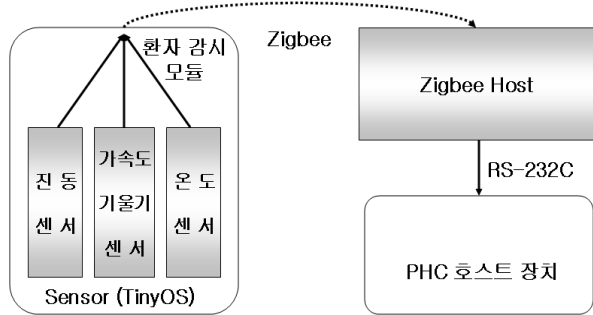 환자 감시
모듈
진 동
센 서
가속도
기울기
센 서
온 도
센 서
Sensor (TinyOS)
Zigbee
Zigbee Host
RS-232C
PHC 호스트 장치